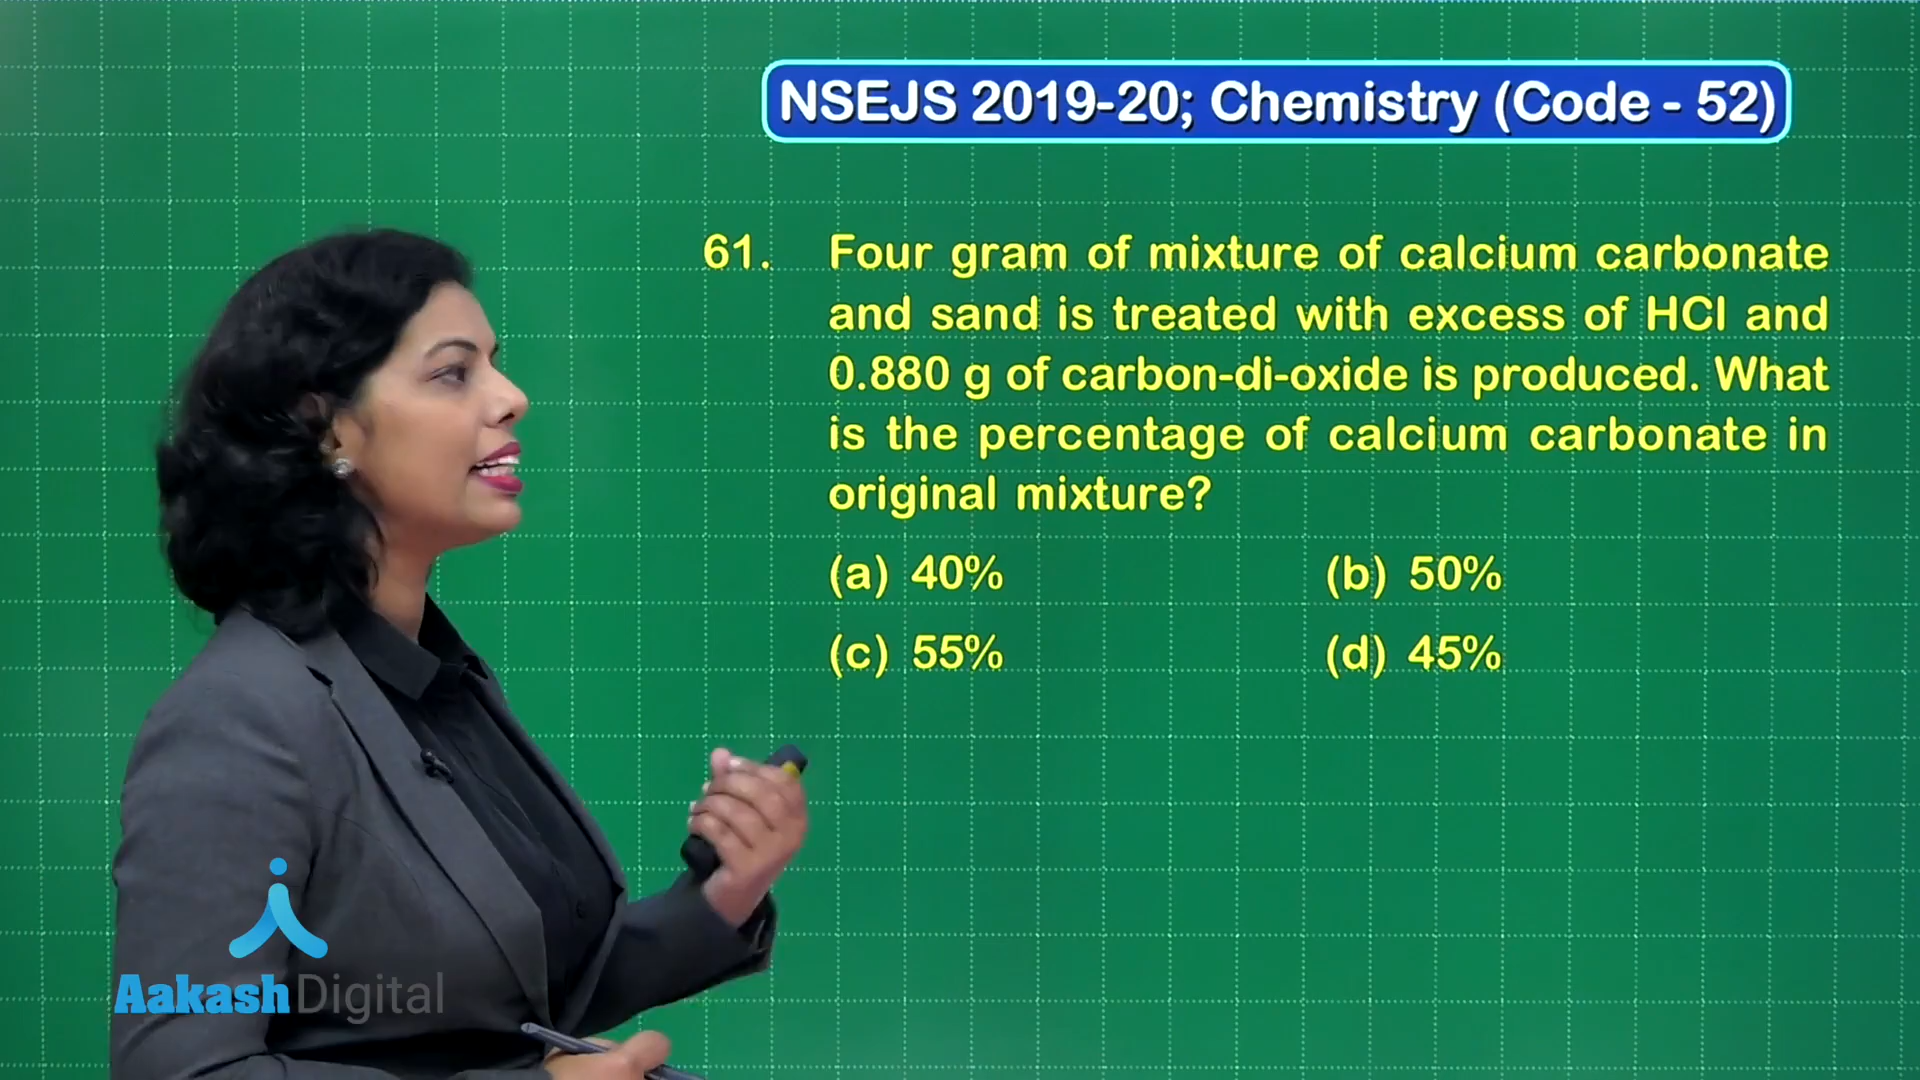 NSEJS 2019-20; Chemistry (Code - 52)
61. Four gram of mixture of calcium carbonate
and sand is treated with excess of HCl and
0.880 g of carbon-di-oxide is produced. What
is the percentage of calcium carbonate in
original mixture?
(a) 40% (b) 50%
(c) 55% (d) 45%
Aakash Digital